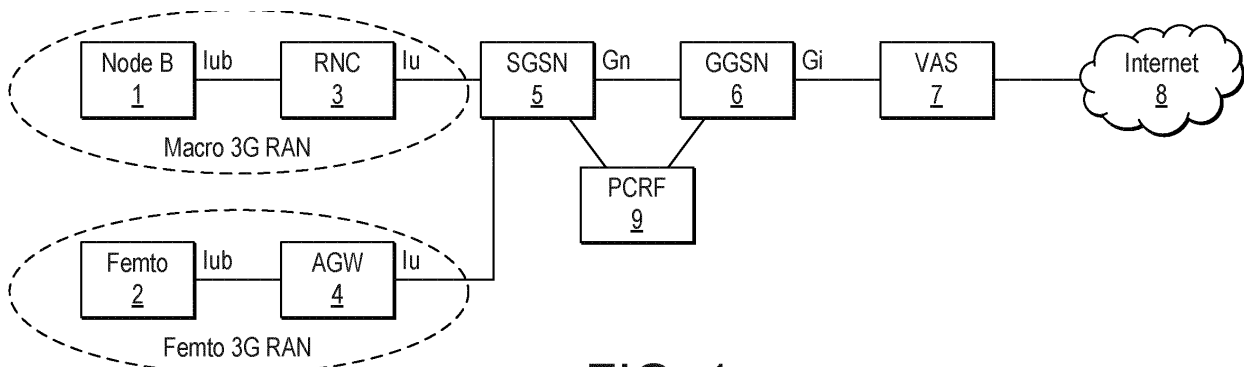 Node B
1
Iub
RNC
3
Iu
SGSN
5
Gn
GGSN
6
Gi
VAS
7
Internet
8
Macro 3G RAN
PCRF
9
Femto
2
Iub
AGW
4
Iu
Femto 3G RAN